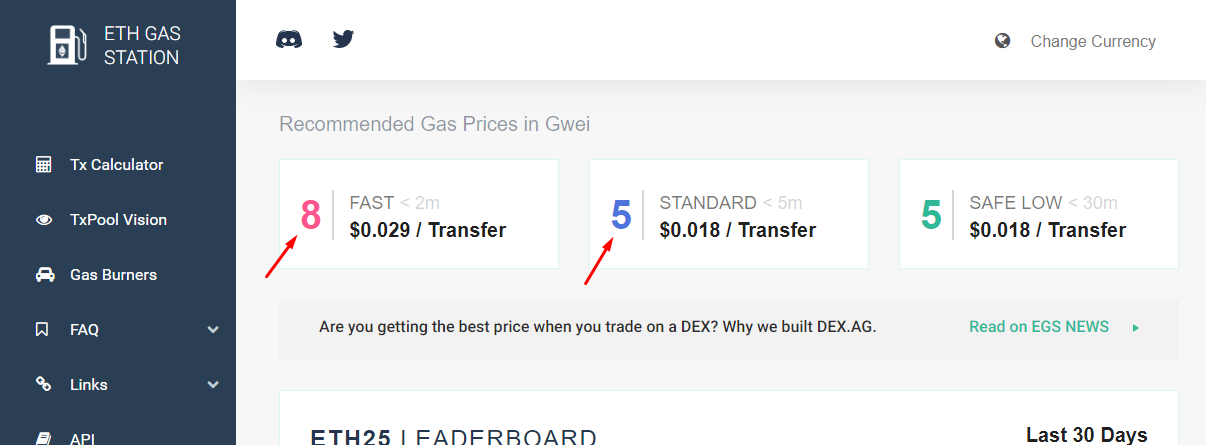 ETH GAS
STATION
Change Currency
Tx Calculator
TxPool Vision
Gas Burners
FAQ
Links
API
Recommended Gas Prices in Gwei
8
FAST < 2m
$0.029 / Transfer
5
STANDARD < 5m
$0.018 / Transfer
5
SAFE LOW < 30m
$0.018 / Transfer
Are you getting the best price when you trade on a DEX? Why we built DEX.AG.
Read on EGS NEWS
ETH25 LEADERBOARD
Last 30 Days